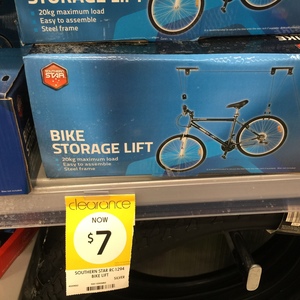 STORAGE LIFT
20kg maximum load
Easy to assemble
Steel frame
SOUTHERN
STAR
BIKE
STORAGE LIFT
20kg maximum load
Easy to assemble
Steel frame
clearance
NOW
$7
SOUTHERN STAR
BIKE LIFT